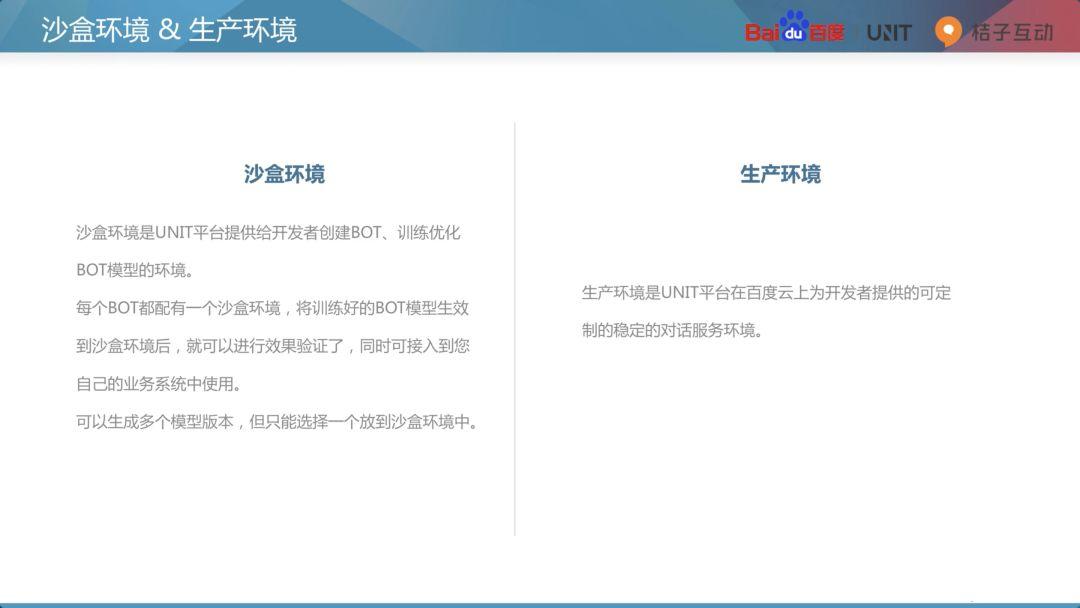 沙盒环境 & 生产环境
Baidu百度 UNIT 桔子互动
沙盒环境
沙盒环境是UNIT平台提供给开发者创建BOT、训练优化
BOT模型的环境。
每个BOT都配有一个沙盒环境，将训练好的BOT模型生效
到沙盒环境后，就可以进行效果验证了，同时可接入到您
自己的业务系统中使用。
可以生成多个模型版本，但只能选择一个放到沙盒环境中。
生产环境
生产环境是UNIT平台在百度云上为开发者提供的可定
制的稳定的对话服务环境。